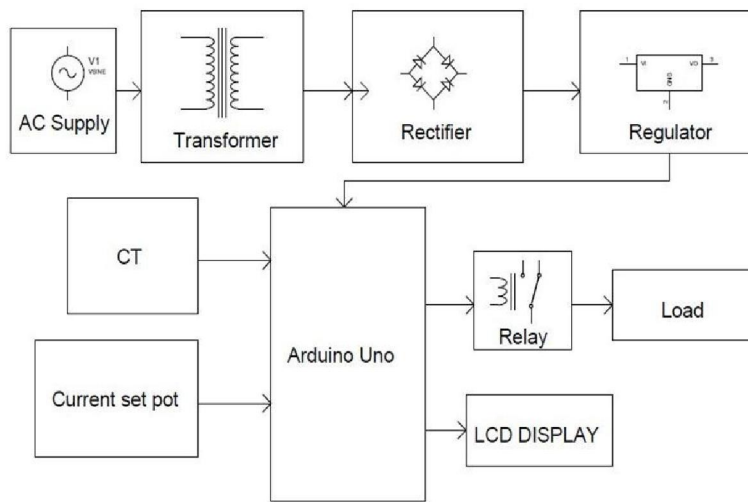 V1
VSINE
AC Supply
Transformer
Rectifier
1
VI
VO
3
GND
2
Regulator
CT
Current set pot
Arduino Uno
Relay
Load
LCD DISPLAY